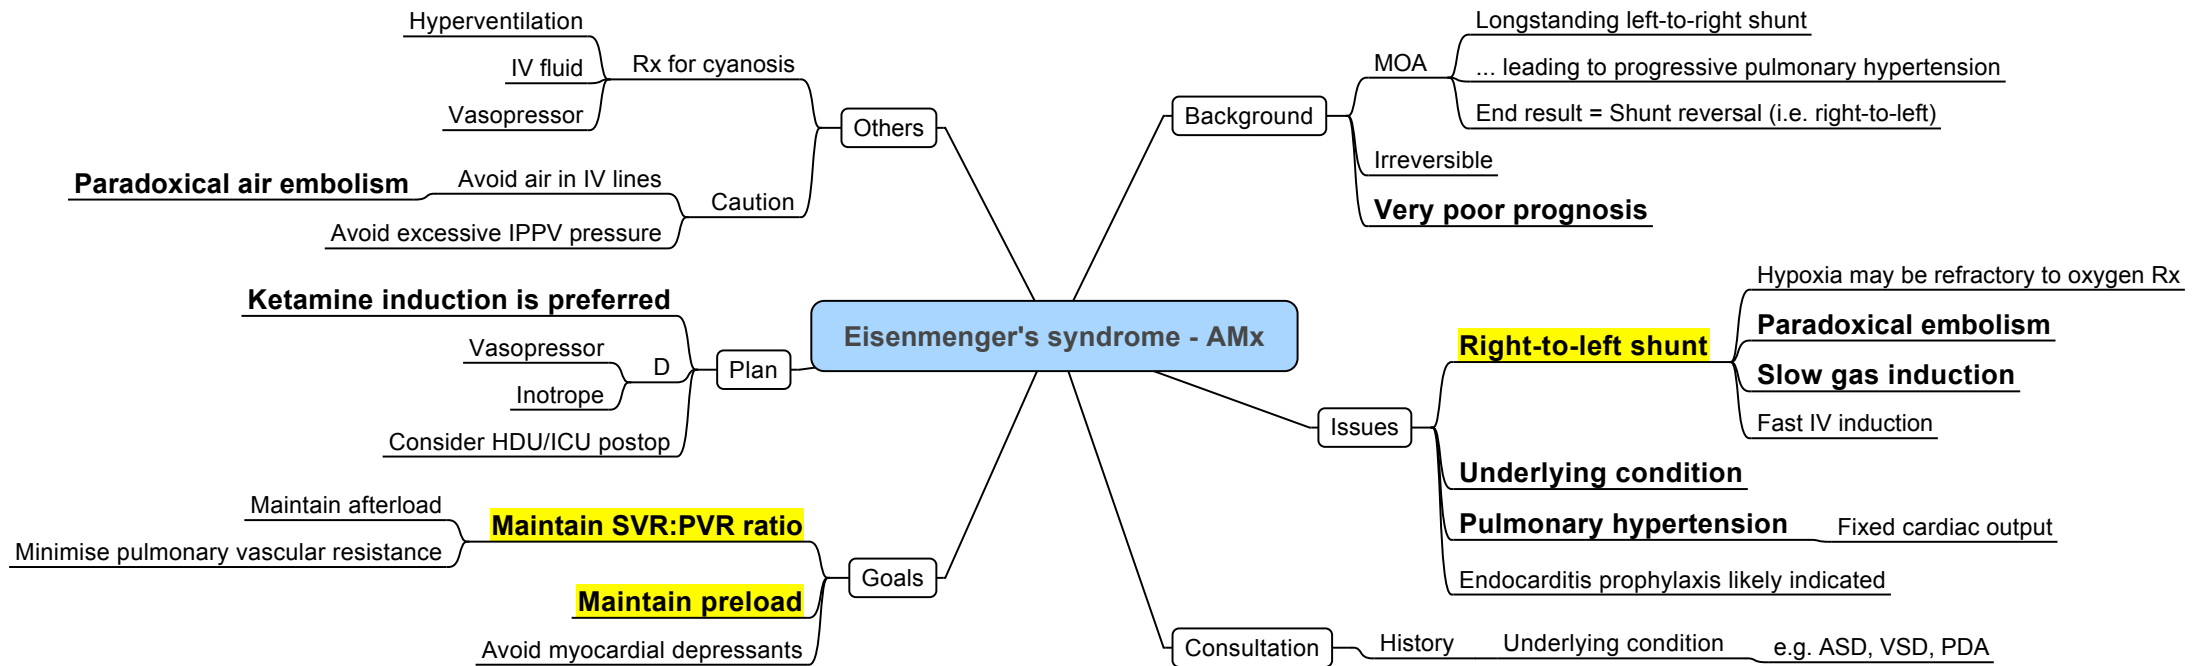 Eisenmenger's syndrome - AMx
Background
MOA
Longstanding left-to-right shunt
... leading to progressive pulmonary hypertension
End result = Shunt reversal (i.e. right-to-left)
Irreversible
Very poor prognosis
Issues
Right-to-left shunt
Hypoxia may be refractory to oxygen Rx
Paradoxical embolism
Slow gas induction
Fast IV induction
Underlying condition
Pulmonary hypertension
Fixed cardiac output
Endocarditis prophylaxis likely indicated
Consultation
History
Underlying condition
e.g. ASD, VSD, PDA
Goals
Maintain SVR:PVR ratio
Maintain afterload
Minimise pulmonary vascular resistance
Maintain preload
Avoid myocardial depressants
Plan
Ketamine induction is preferred
D
Vasopressor
Inotrope
Consider HDU/ICU postop
Others
Rx for cyanosis
Hyperventilation
IV fluid
Vasopressor
Caution
Avoid air in IV lines
Paradoxical air embolism
Avoid excessive IPPV pressure